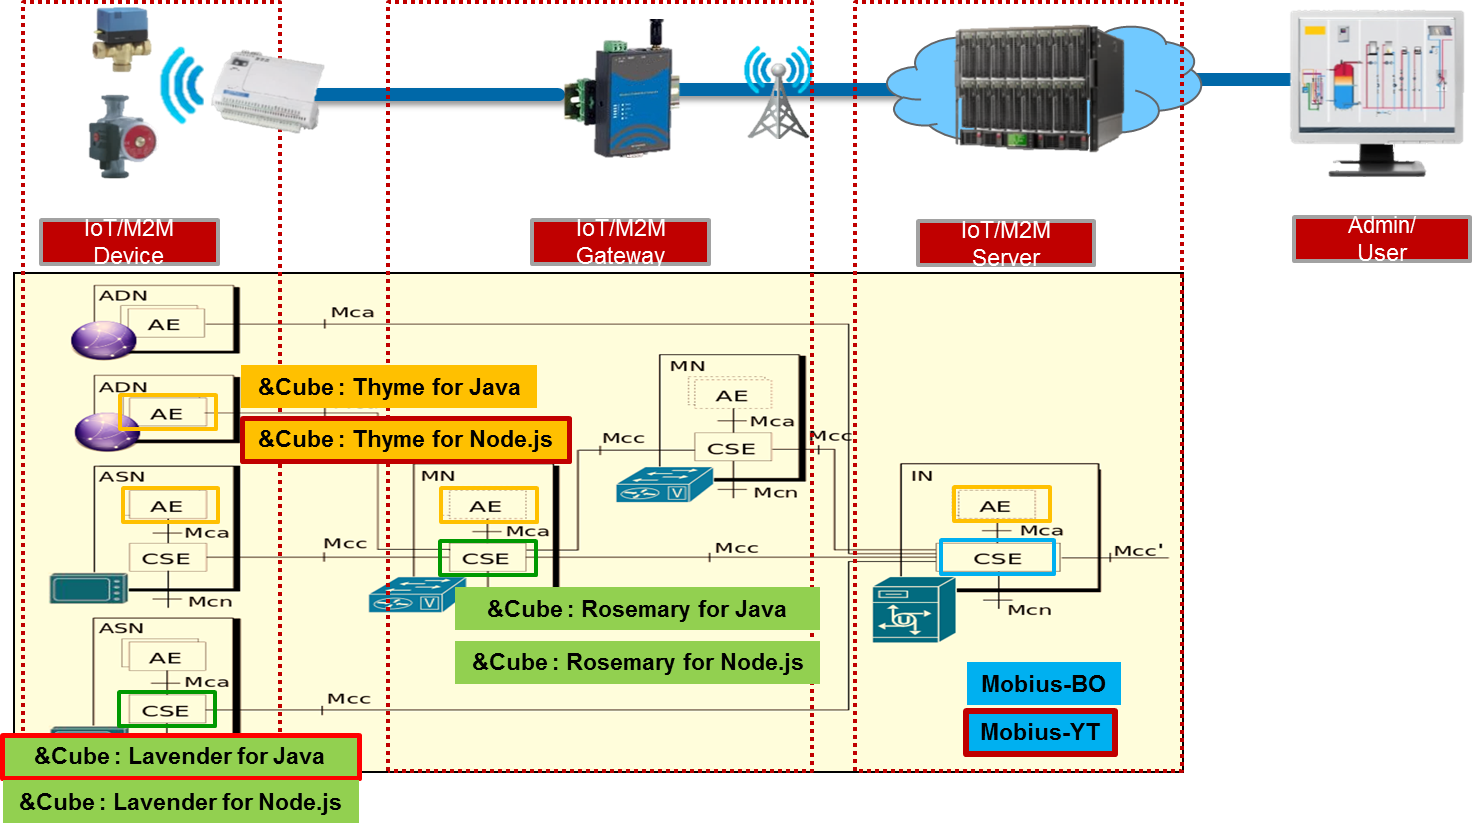 IoT/M2M
Device
IoT/M2M
Gateway
IoT/M2M
Server
Admin/
User
ADN
AE
Mca
ADN
AE
&Cube : Thyme for Java
&Cube : Thyme for Node.js
MN
AE
Mca
CSE
Mcc
Mcc
Mcn
V
ASN
AE
Mca
CSE
Mcc
Mcn
MN
AE
Mca
CSE
Mcc
V
IN
AE
Mca
CSE
Mcc'
Mcn
U
&Cube : Rosemary for Java
&Cube : Rosemary for Node.js
ASN
AE
Mca
CSE
Mcc
Mobius-BO
Mobius-YT
&Cube : Lavender for Java
&Cube : Lavender for Node.js